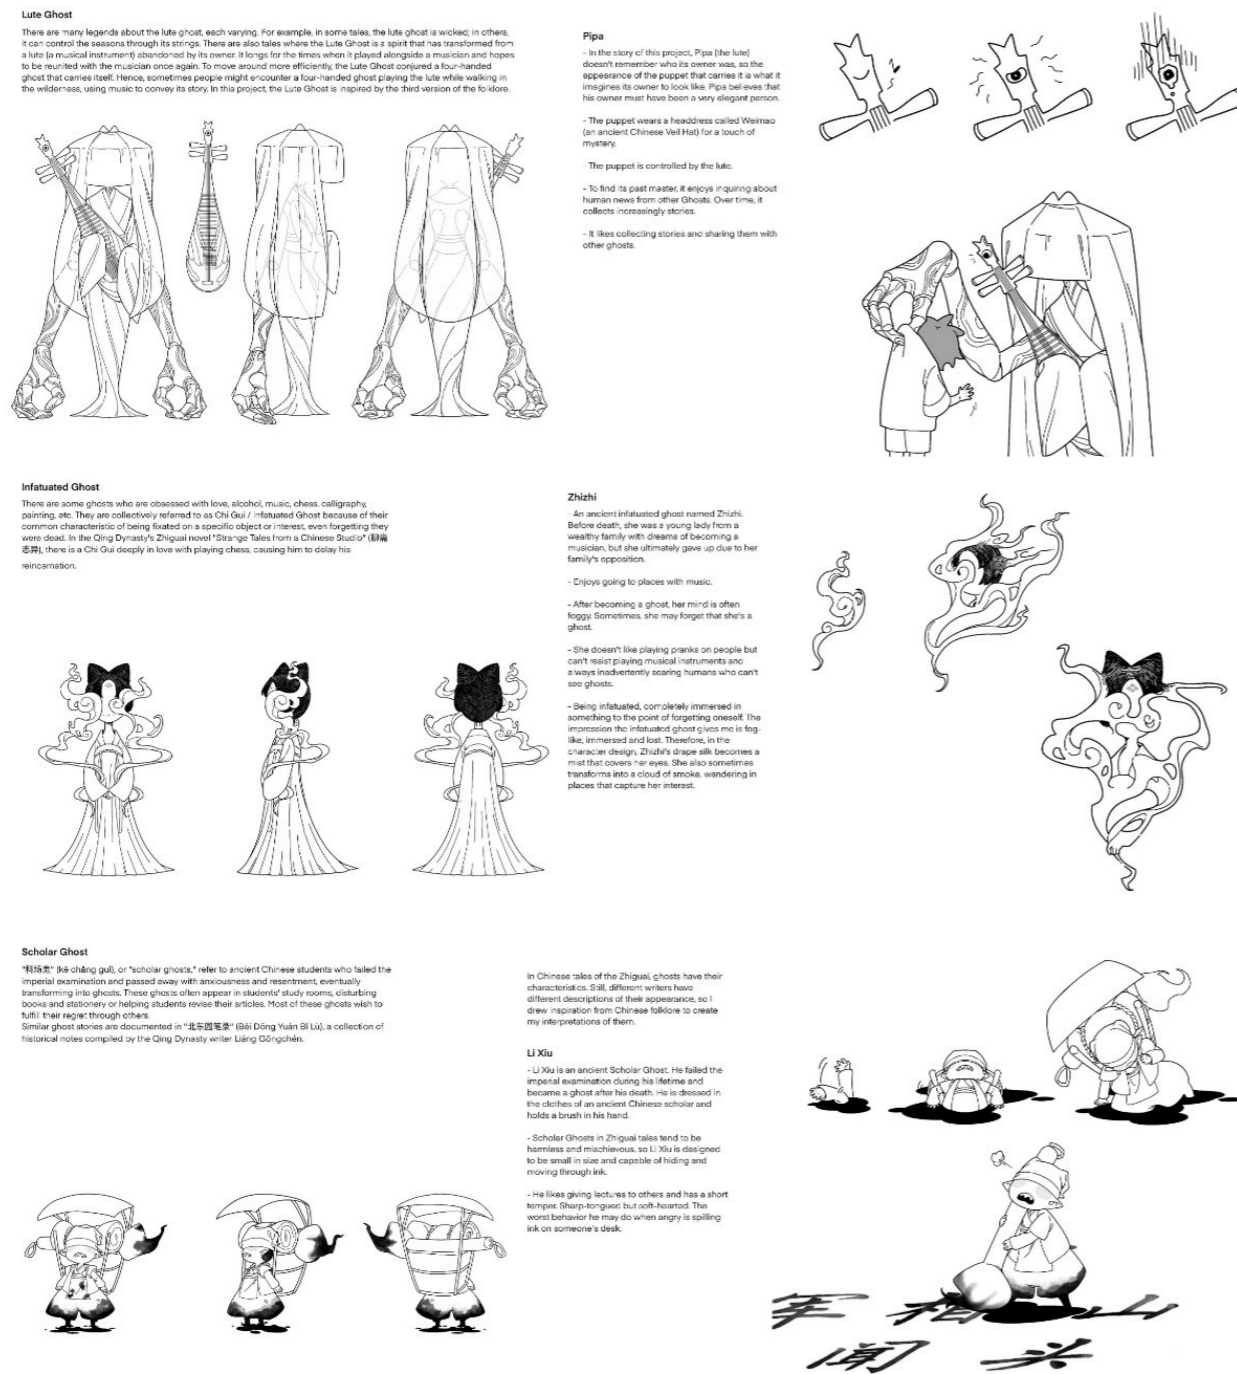 Lute Ghost
There are many legends about the lute ghost, each varying. For example, in some tales, the lute ghost is wicked; in others,
it can control the seasons through its strings. There are also tales where the Lute Ghost is a spirit that has transformed from
a lute (a musical instrument) abandoned by its owner. It longs for the times when it played alongside a musician and hopes
to be reunited with the musician once again. To move around more efficiently, the Lute Ghost conjured a four-handed
ghost that carries itself. Hence, sometimes people might encounter a four-handed ghost playing the lute while walking in
the wilderness, using music to convey its story. In this project, the Lute Ghost is inspired by the third version of the folklore.
Pipa
- In the story of this project, Pipa (the lute)
doesn't remember who its owner was, so the
appearance of the puppet that carries it is what it
imagines its owner to look like. Pipa believes that
his owner must have been a very elegant person.
- The puppet wears a headdress called Weimao
(an ancient Chinese Veil Hat) for a touch of
mystery.
- The puppet is controlled by the lute.
- To find its past master, it enjoys inquiring about
human news from other Ghosts. Over time, it
collects increasingly stories.
- It likes collecting stories and sharing them with
other ghosts.
Infatuated Ghost
There are some ghosts who are obsessed with love, alcohol, music, chess, calligraphy,
painting, etc. They are collectively referred to as Chi Gui / Infatuated Ghost because of their
common characteristic of being fixated on a specific object or interest, even forgetting they
were dead. In the Qing Dynasty's Zhiguai novel "Strange Tales from a Chinese Studio" (聊斋
志异), there is a Chi Gui deeply in love with playing chess, causing him to delay his
reincarnation.
Zhizhi
- An ancient infatuated ghost named Zhizhi.
Before death, she was a young lady from a
wealthy family with dreams of becoming a
musician, but she ultimately gave up due to her
family's opposition.
- Enjoys going to places with music.
- After becoming a ghost, her mind is often
foggy. Sometimes, she may forget that she's a
ghost.
- She doesn't like playing pranks on people but
can't resist playing musical instruments and
always inadvertently scaring humans who can't
see ghosts.
- Being infatuated, completely immersed in
something to the point of forgetting oneself. The
impression the infatuated ghost gives me is fog-
like, immersed and lost. Therefore, in the
character design, Zhizhi's drape silk becomes a
mist that covers her eyes. She also sometimes
transforms into a cloud of smoke, wandering in
places that capture her interest.
Scholar Ghost
"科场鬼" (kē chǎng guǐ), or "scholar ghosts," refer to ancient Chinese students who failed the
imperial examination and passed away with anxiousness and resentment, eventually
transforming into ghosts. These ghosts often appear in students' study rooms, disturbing
books and stationery or helping students revise their articles. Most of these ghosts wish to
fulfill their regret through others.
Similar ghost stories are documented in "北东园笔录" (Běi Dōng Yuán Bǐ Lù), a collection of
historical notes compiled by the Qing Dynasty writer Liáng Gōngchén.
In Chinese tales of the Zhiguai, ghosts have their
characteristics. Still, different writers have
different descriptions of their appearance, so I
drew inspiration from Chinese folklore to create
my interpretations of them.
Li Xiu
- Li Xiu is an ancient Scholar Ghost. He failed the
imperial examination during his lifetime and
became a ghost after his death. He is dressed in
the clothes of an ancient Chinese scholar and
holds a brush in his hand.
- Scholar Ghosts in Zhiguai tales tend to be
harmless and mischievous, so Li Xiu is designed
to be small in size and capable of hiding and
moving through ink.
- He likes giving lectures to others and has a short
temper. Sharp-tongued but soft-hearted. The
worst behavior he may do when angry is spilling
ink on someone's desk.
山
闻 头